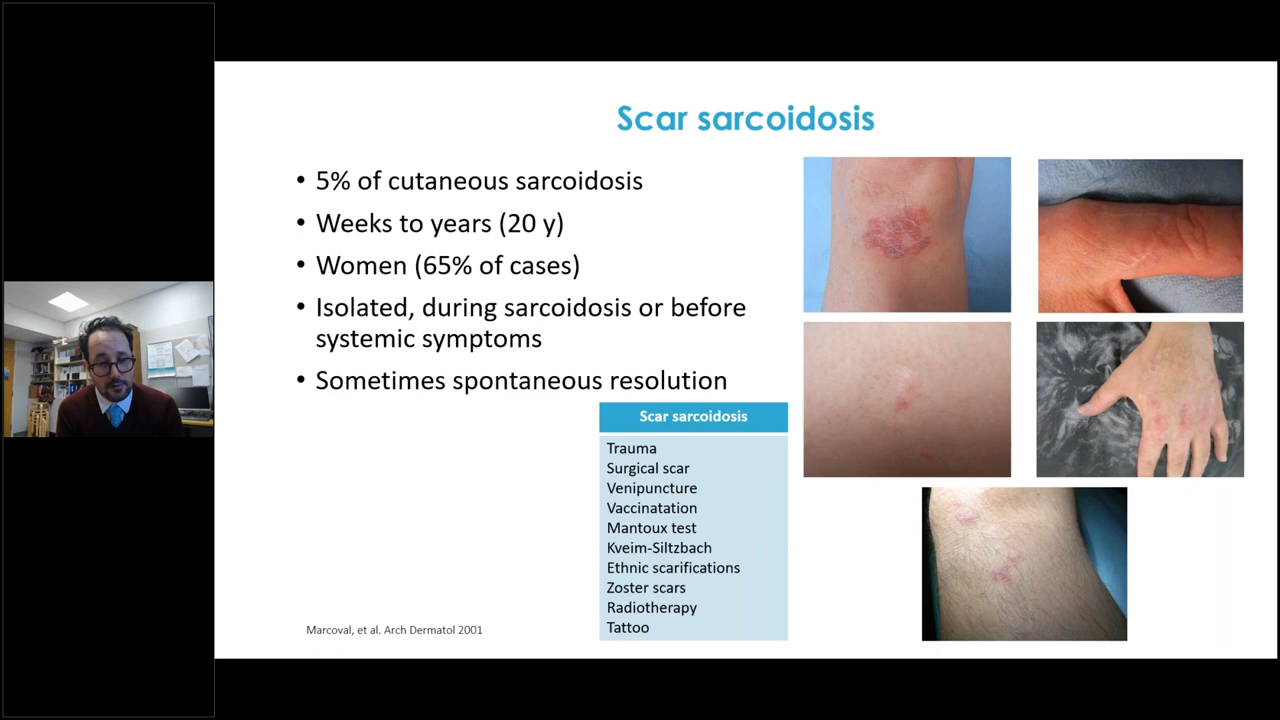 Scar sarcoidosis
• 5% of cutaneous sarcoidosis
• Weeks to years (20 y)
• Women (65% of cases)
• Isolated, during sarcoidosis or before
systemic symptoms
• Sometimes spontaneous resolution
Scar sarcoidosis
Trauma
Surgical scar
Venipuncture
Vaccinatation
Mantoux test
Kveim-Siltzbach
Ethnic scarifications
Zoster scars
Radiotherapy
Tattoo
Marcoval, et al. Arch Dermatol 2001